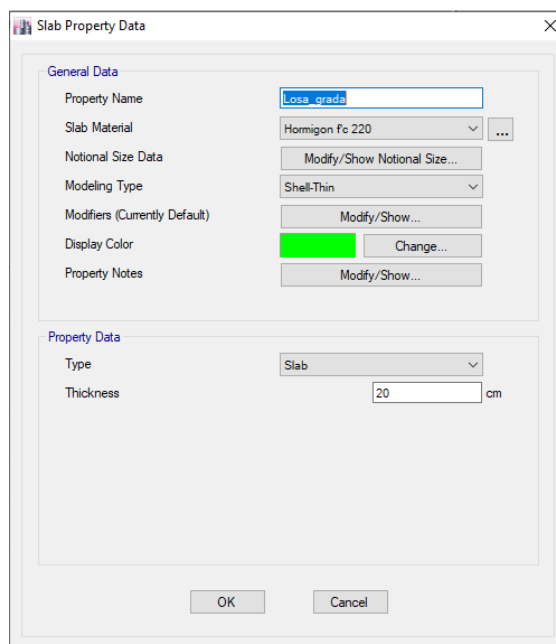 Slab Property Data
General Data
Property Name Losa_grada
Slab Material Hormigon f'c 220 ...
Notional Size Data Modify/Show Notional Size...
Modeling Type Shell-Thin
Modifiers (Currently Default) Modify/Show...
Display Color Change...
Property Notes Modify/Show...
Property Data
Type Slab
Thickness 20 cm
OK Cancel